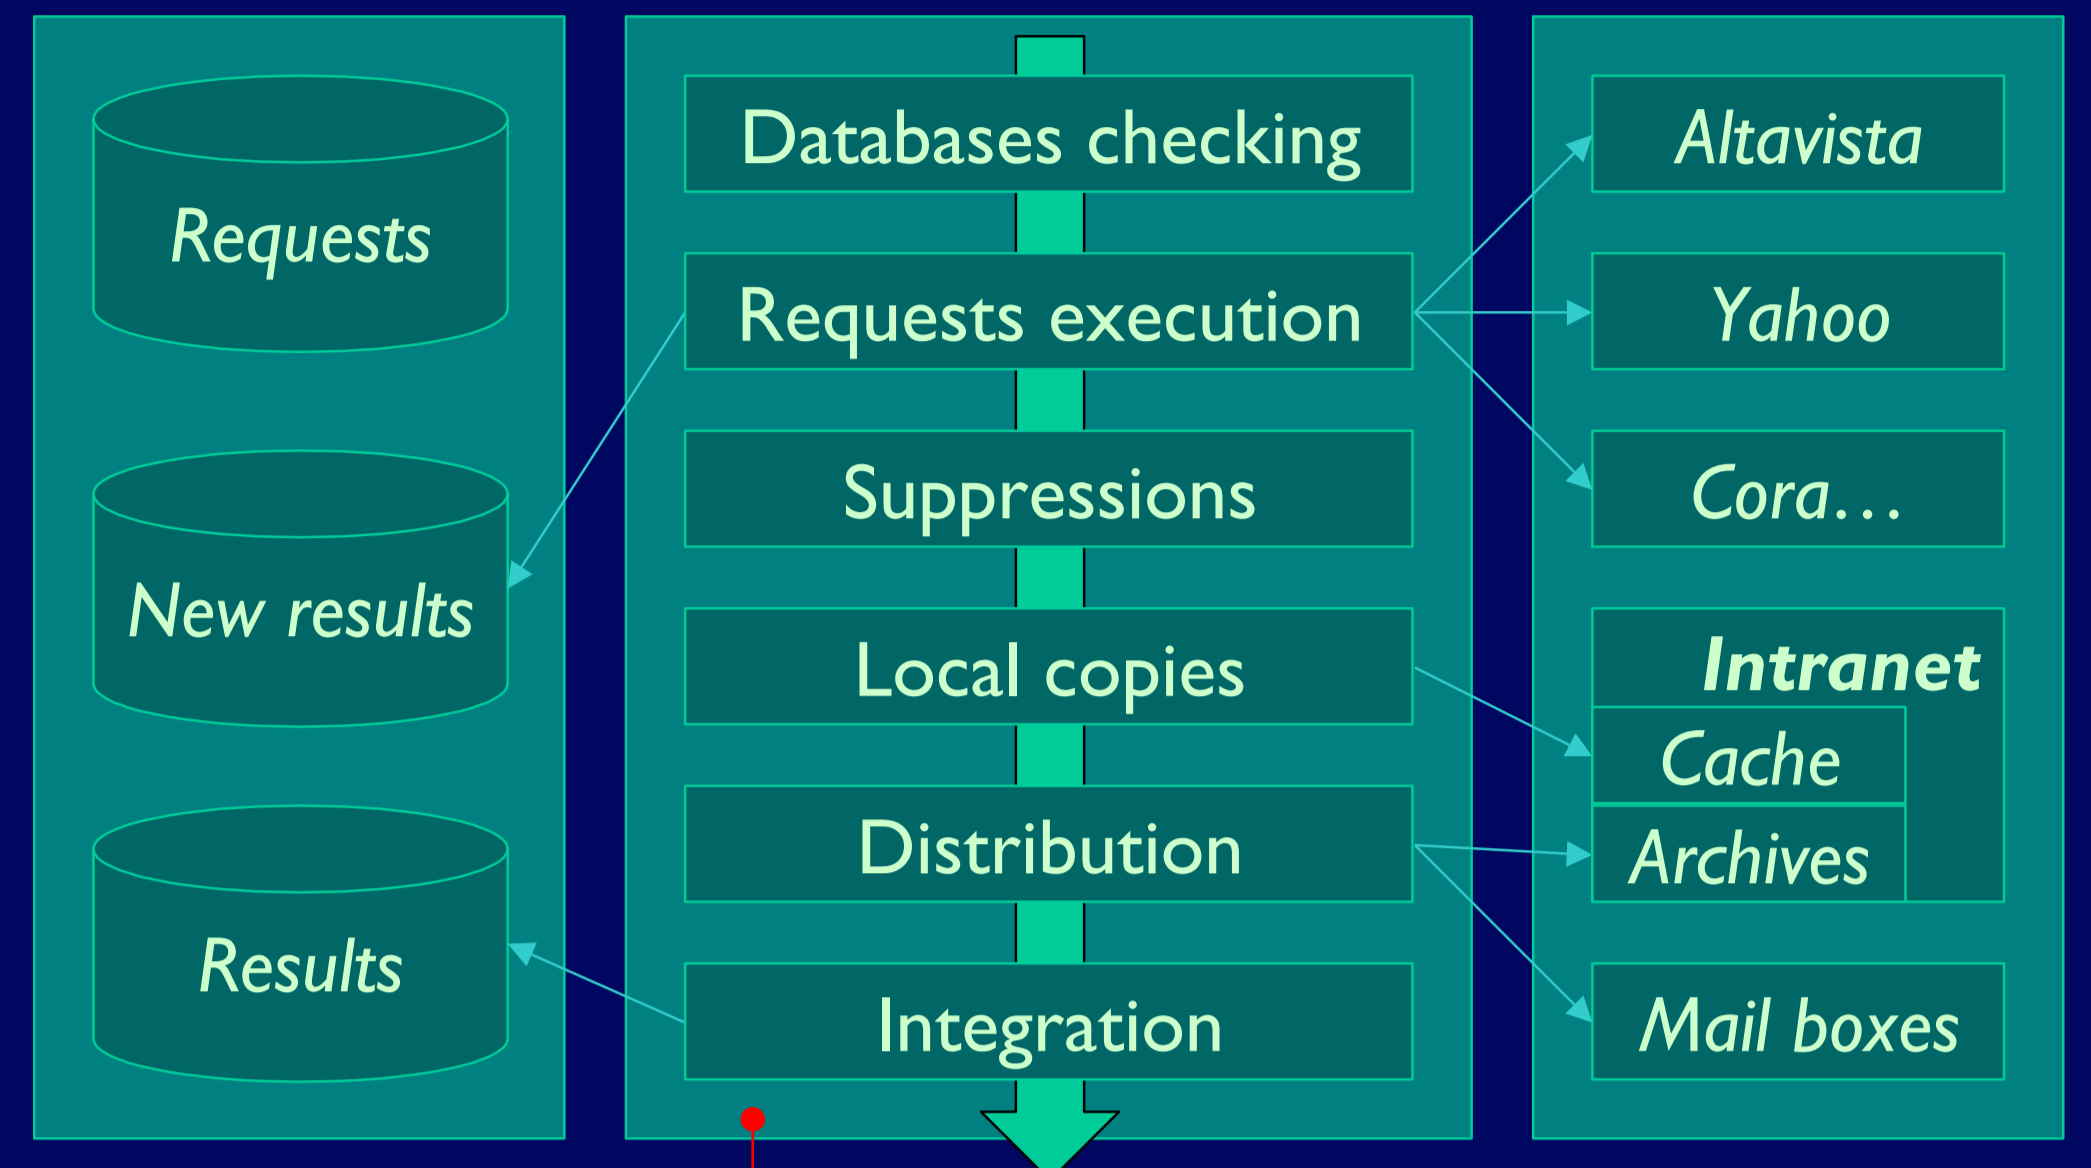 Requests
New results
Results
Databases checking
Requests execution
Suppressions
Local copies
Distribution
Integration
Altavista
Yahoo
Cora…
Intranet
Cache
Archives
Mail boxes